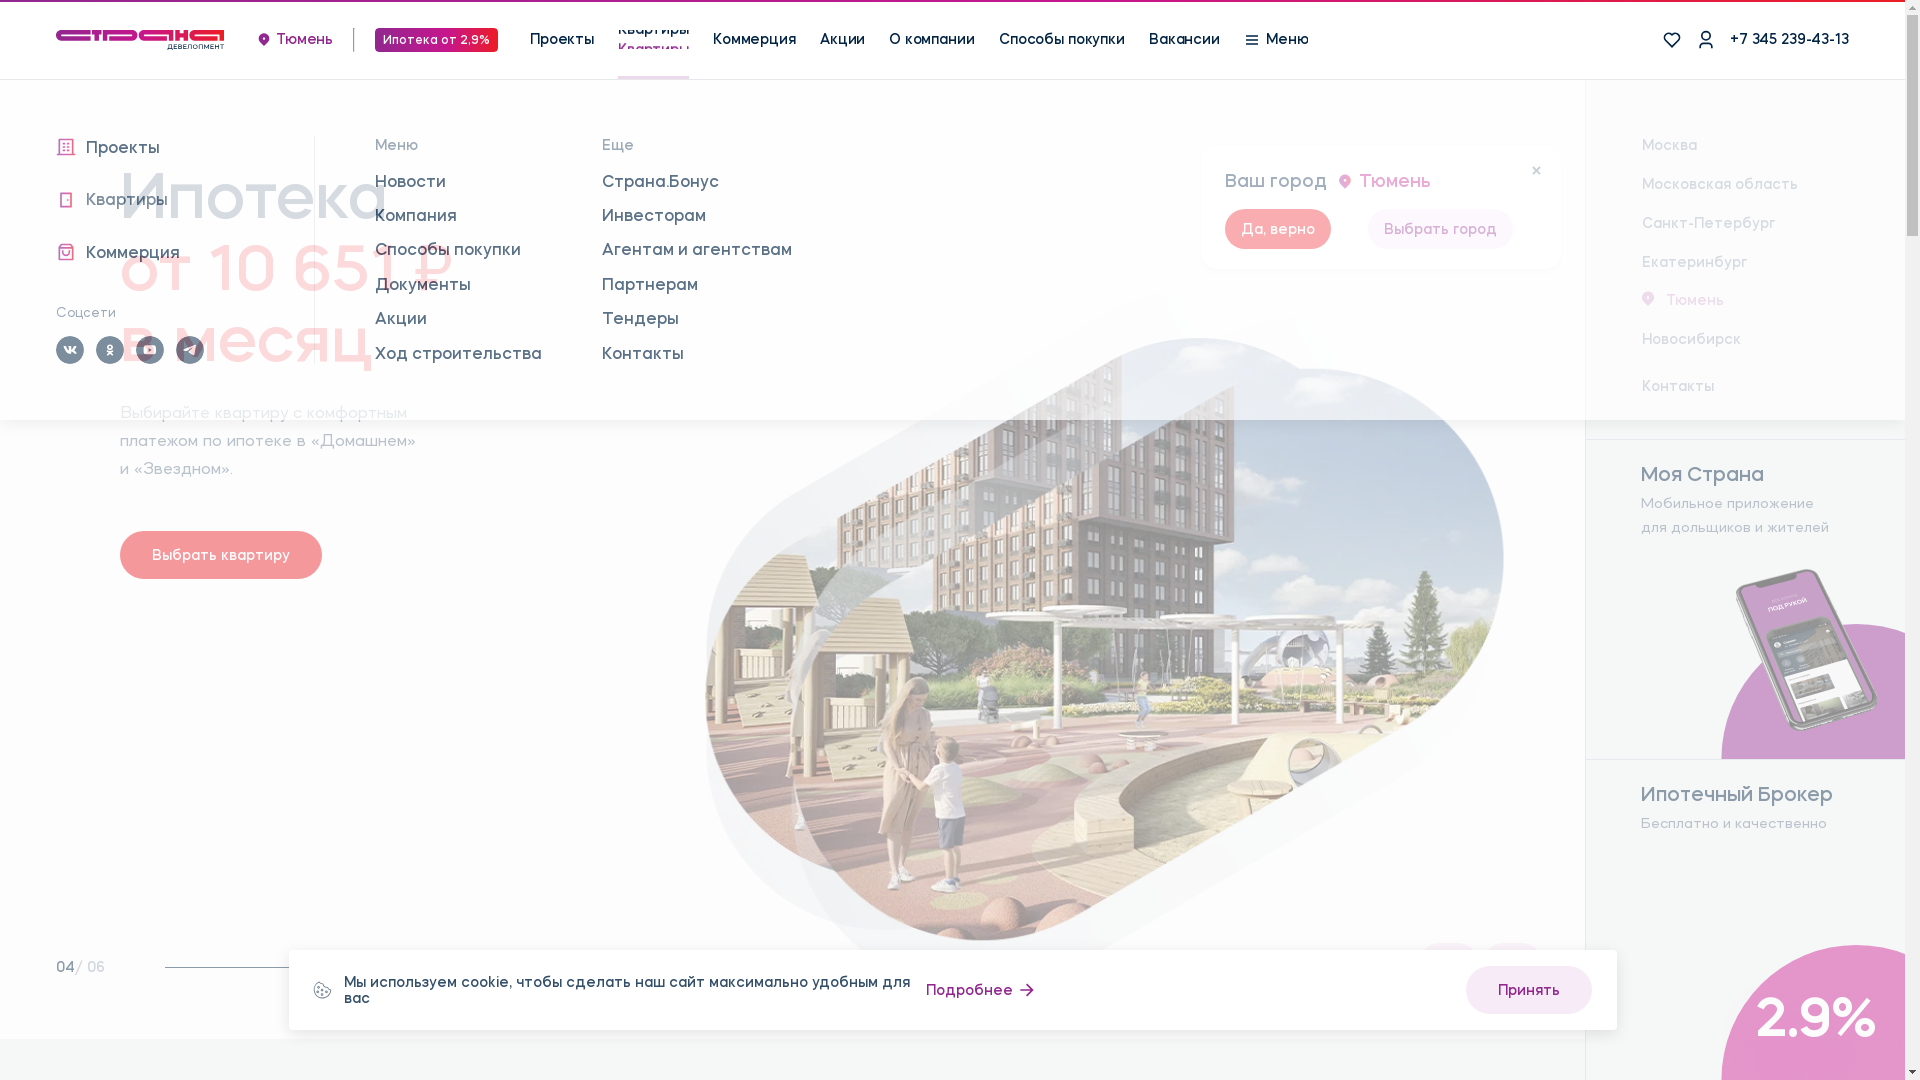 страна
ДЕВЕЛОПМЕНТ
Тюмень
Ипотека от 2,9%
Проекты
Квартиры
Квартиры
Коммерция
Акции
О компании
Способы покупки
Вакансии
Меню
+7 345 239-43-13
Проекты
Квартиры
Коммерция
Соцсети
Меню
Новости
Компания
Способы покупки
Документы
Акции
Ход строительства
Еще
Страна.Бонус
Инвесторам
Агентам и агентствам
Партнерам
Тендеры
Контакты
Ваш город
Тюмень
Да, верно
Выбрать город
Москва
Московская область
Санкт-Петербург
Екатеринбург
Тюмень
Новосибирск
Контакты
Ипотека
от 10 651 ₽
в месяц
Выбирайте квартиру с комфортным
платежом по ипотеке в «Домашнем»
и «Звездном».
Выбрать квартиру
Моя Страна
Мобильное приложение
для дольщиков и жителей
ПОД РУКОЙ
Ипотечный Брокер
Бесплатно и качественно
2.9%
04 / 06
Мы используем cookie, чтобы сделать наш сайт максимально удобным для
вас
Подробнее
Принять